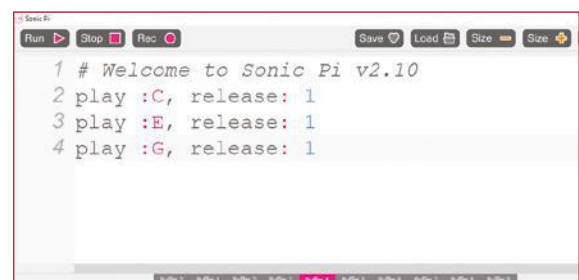 Sonic Pi
Run Stop Rec Save Load Size Size
1 # Welcome to Sonic Pi v2.10
2 play :C, release: 1
3 play :E, release: 1
4 play :G, release: 1